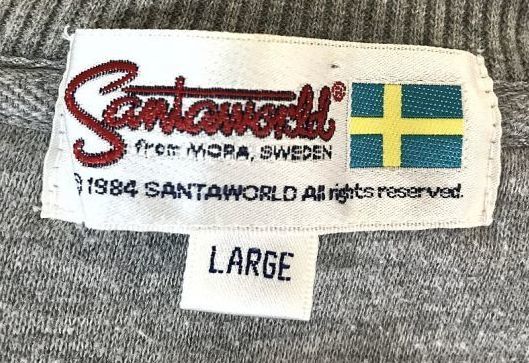 Santaworld®
from MORA, SWEDEN
©1984 SANTAWORLD All rights reserved.
LARGE